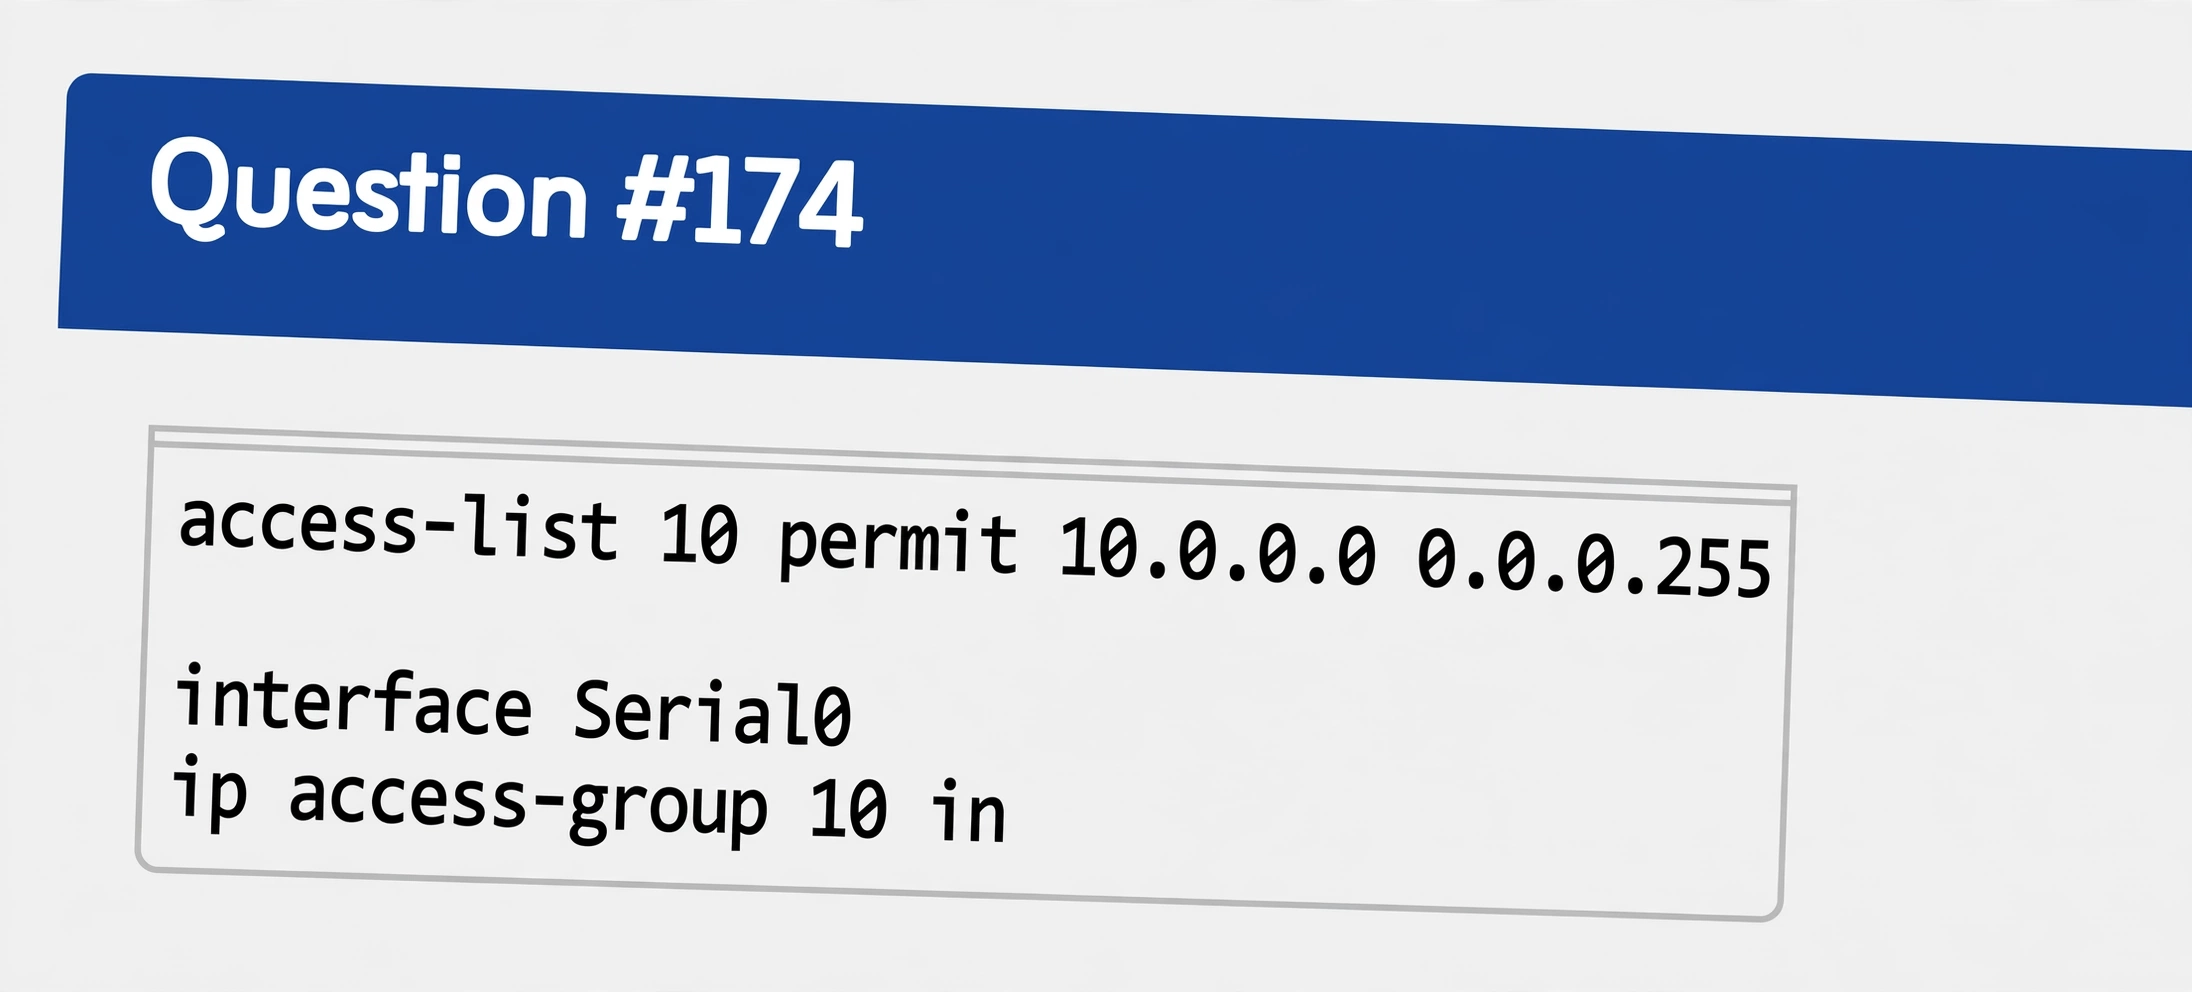 Question #174
access-list 10 permit 10.0.0.0 0.0.0.255
interface Serial0
ip access-group 10 in